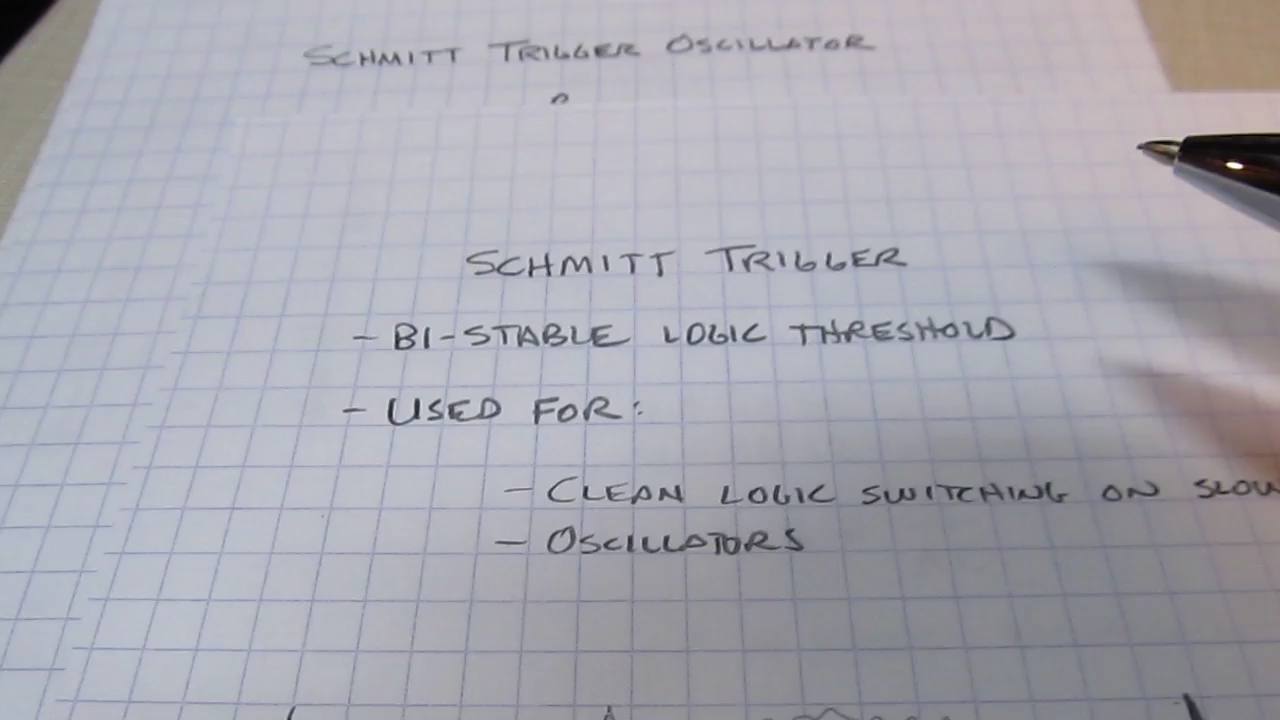 SCHMITT TRIGGER OSCILLATOR
SCHMITT TRIGGER
- BI-STABLE LOGIC THRESHOLD
- USED FOR:
- CLEAN LOGIC SWITCHING ON SLOW
- OSCILLATORS